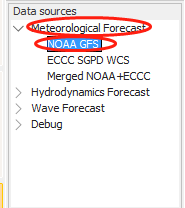 Data sources
Meteorological Forecast
NOAA GFS
ECCC SGPD WCS
Merged NOAA+ECCC
Hydrodynamics Forecast
Wave Forecast
Debug